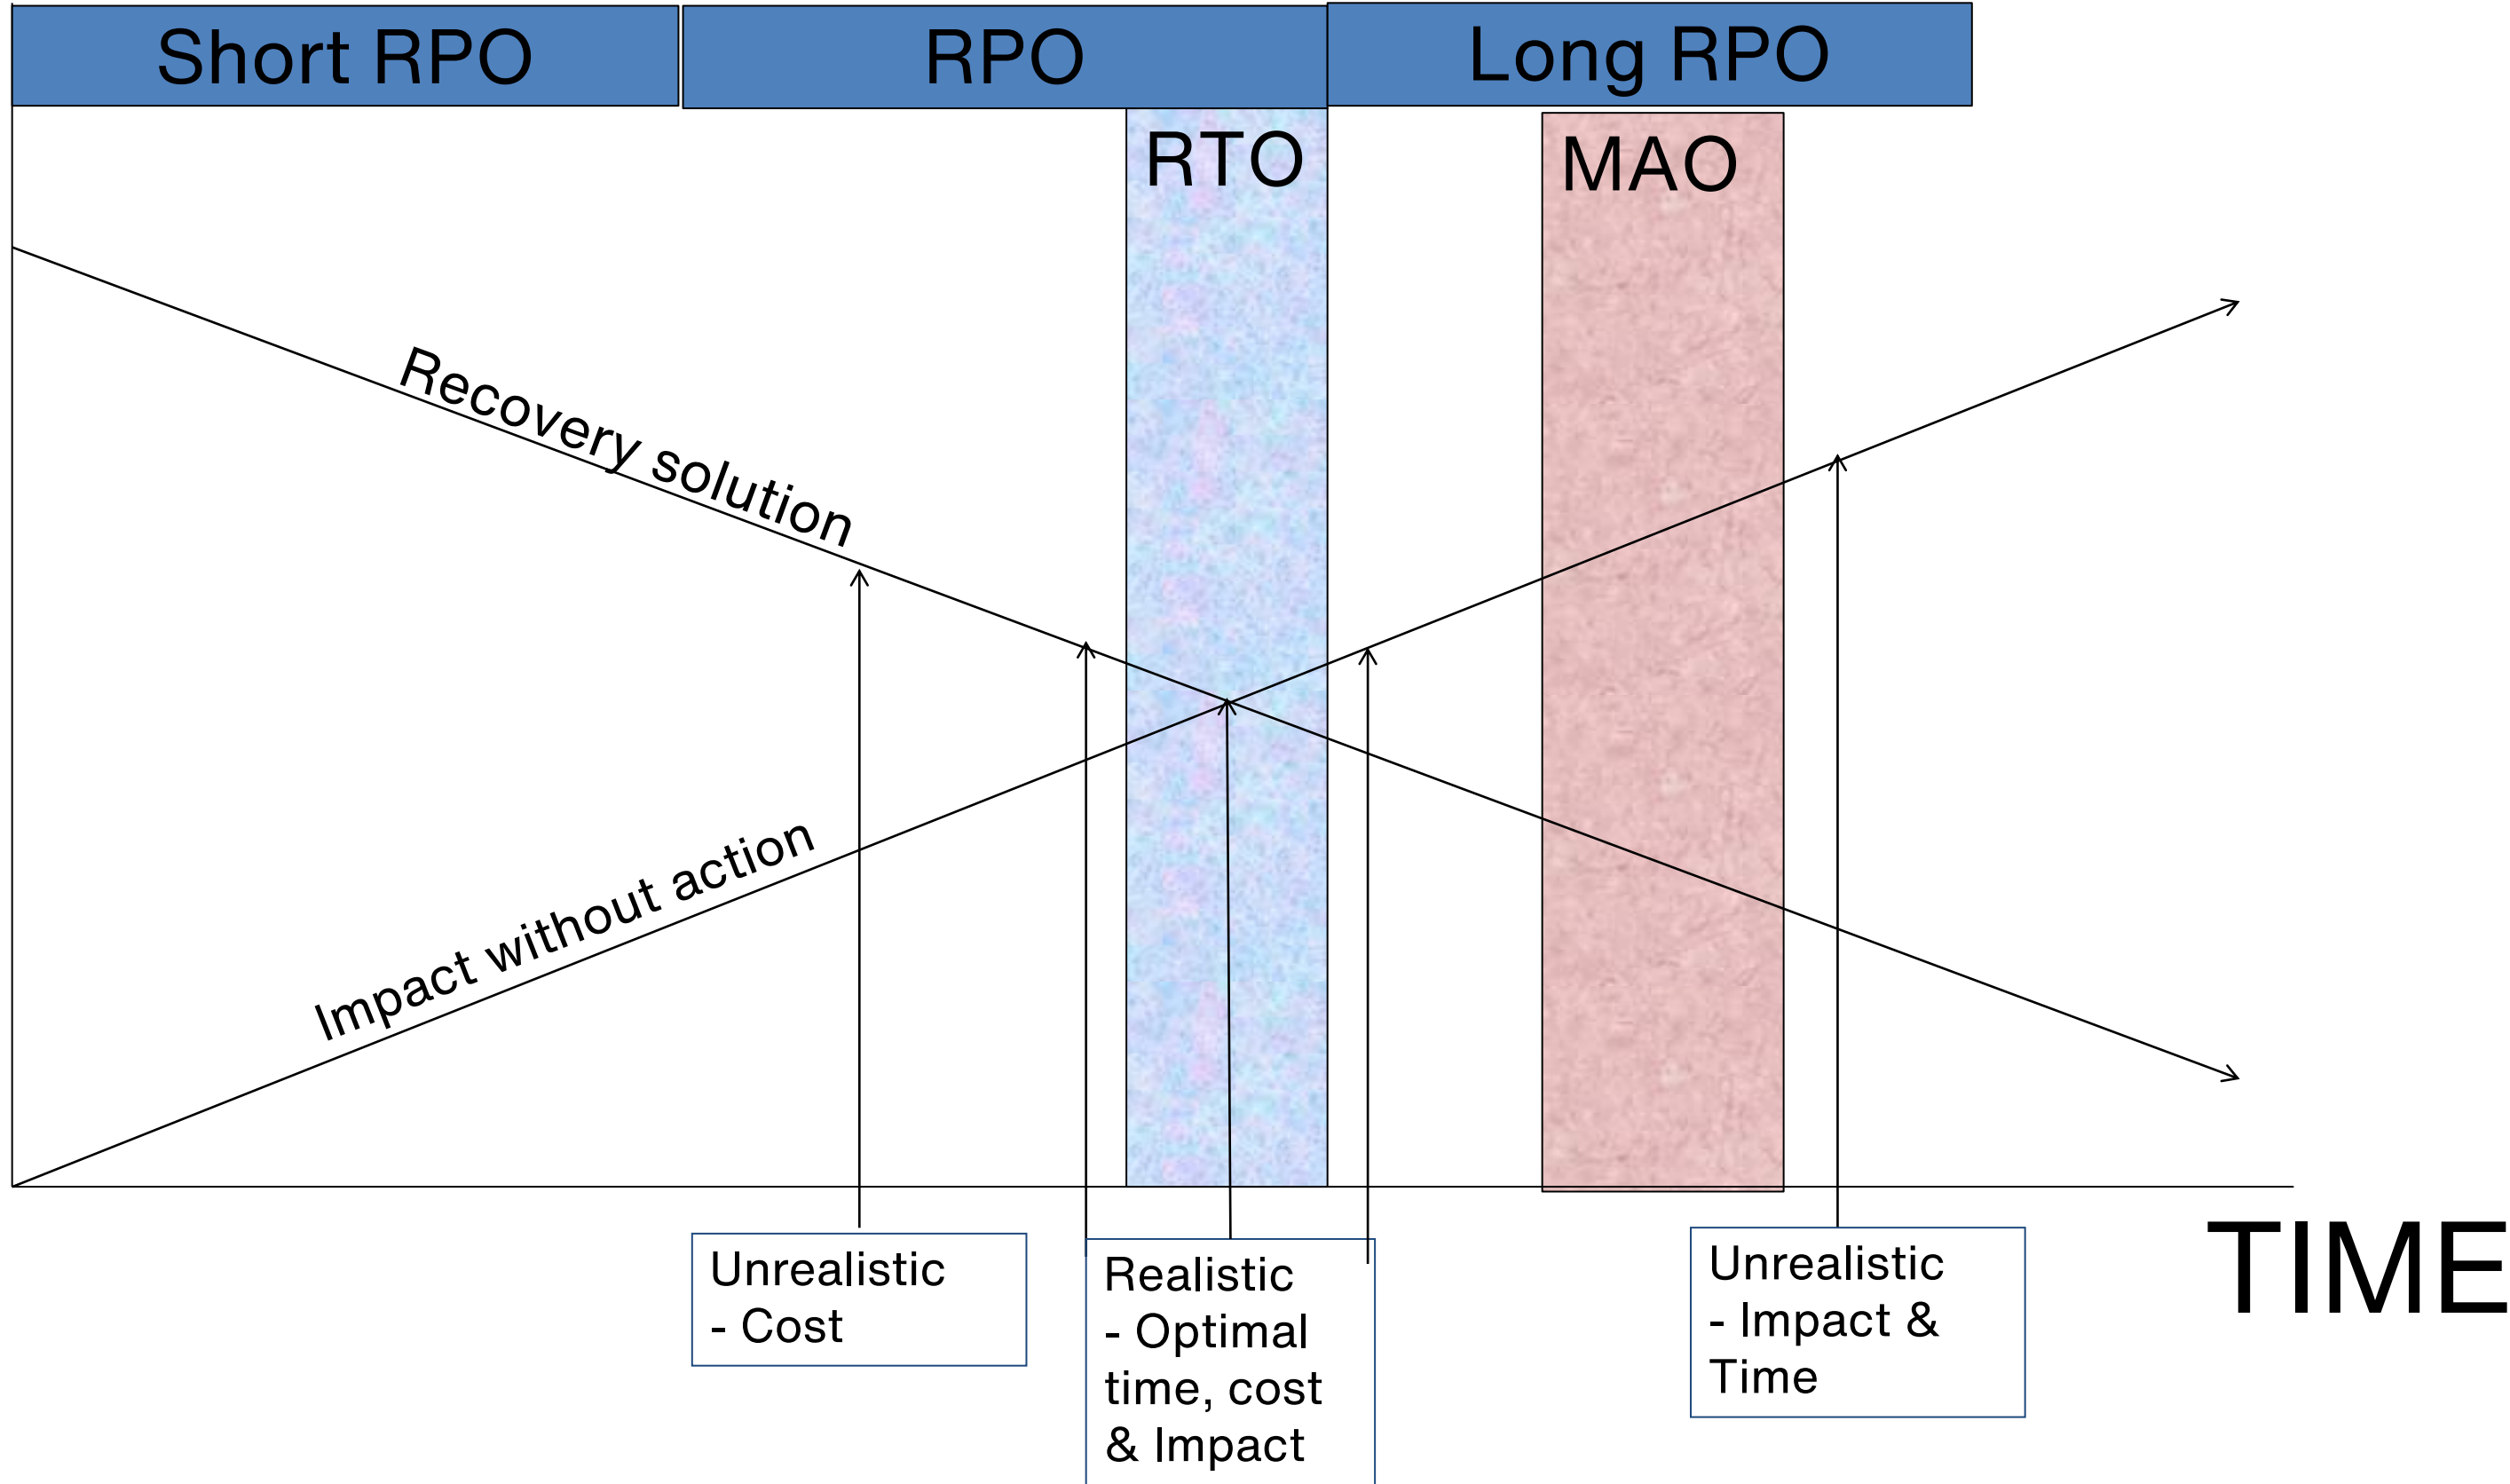 Short RPO
RPO
Long RPO
RTO
MAO
Recovery solution
Impact without action
TIME
Unrealistic
- Cost
Realistic
- Optimal
time, cost
& Impact
Unrealistic
- Impact &
Time